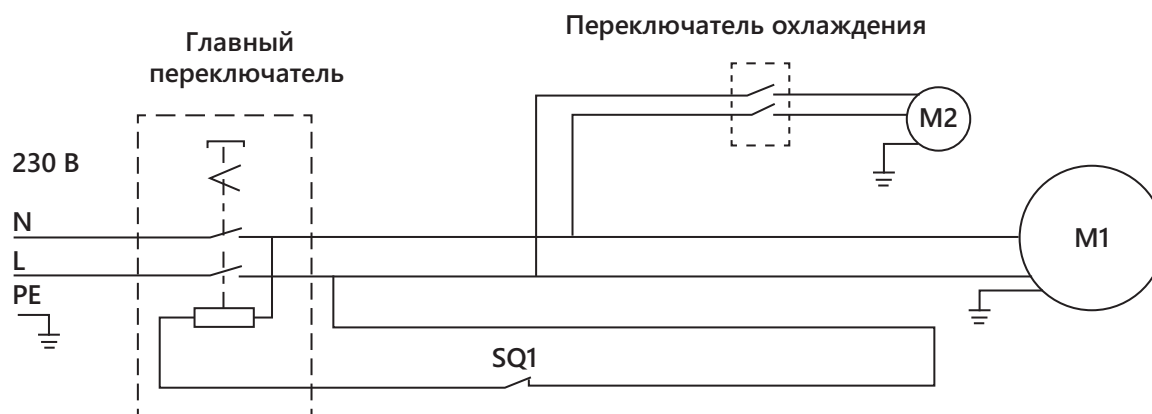 Главный
переключатель
Переключатель охлаждения
230 В
N
L
PE
M2
M1
SQ1